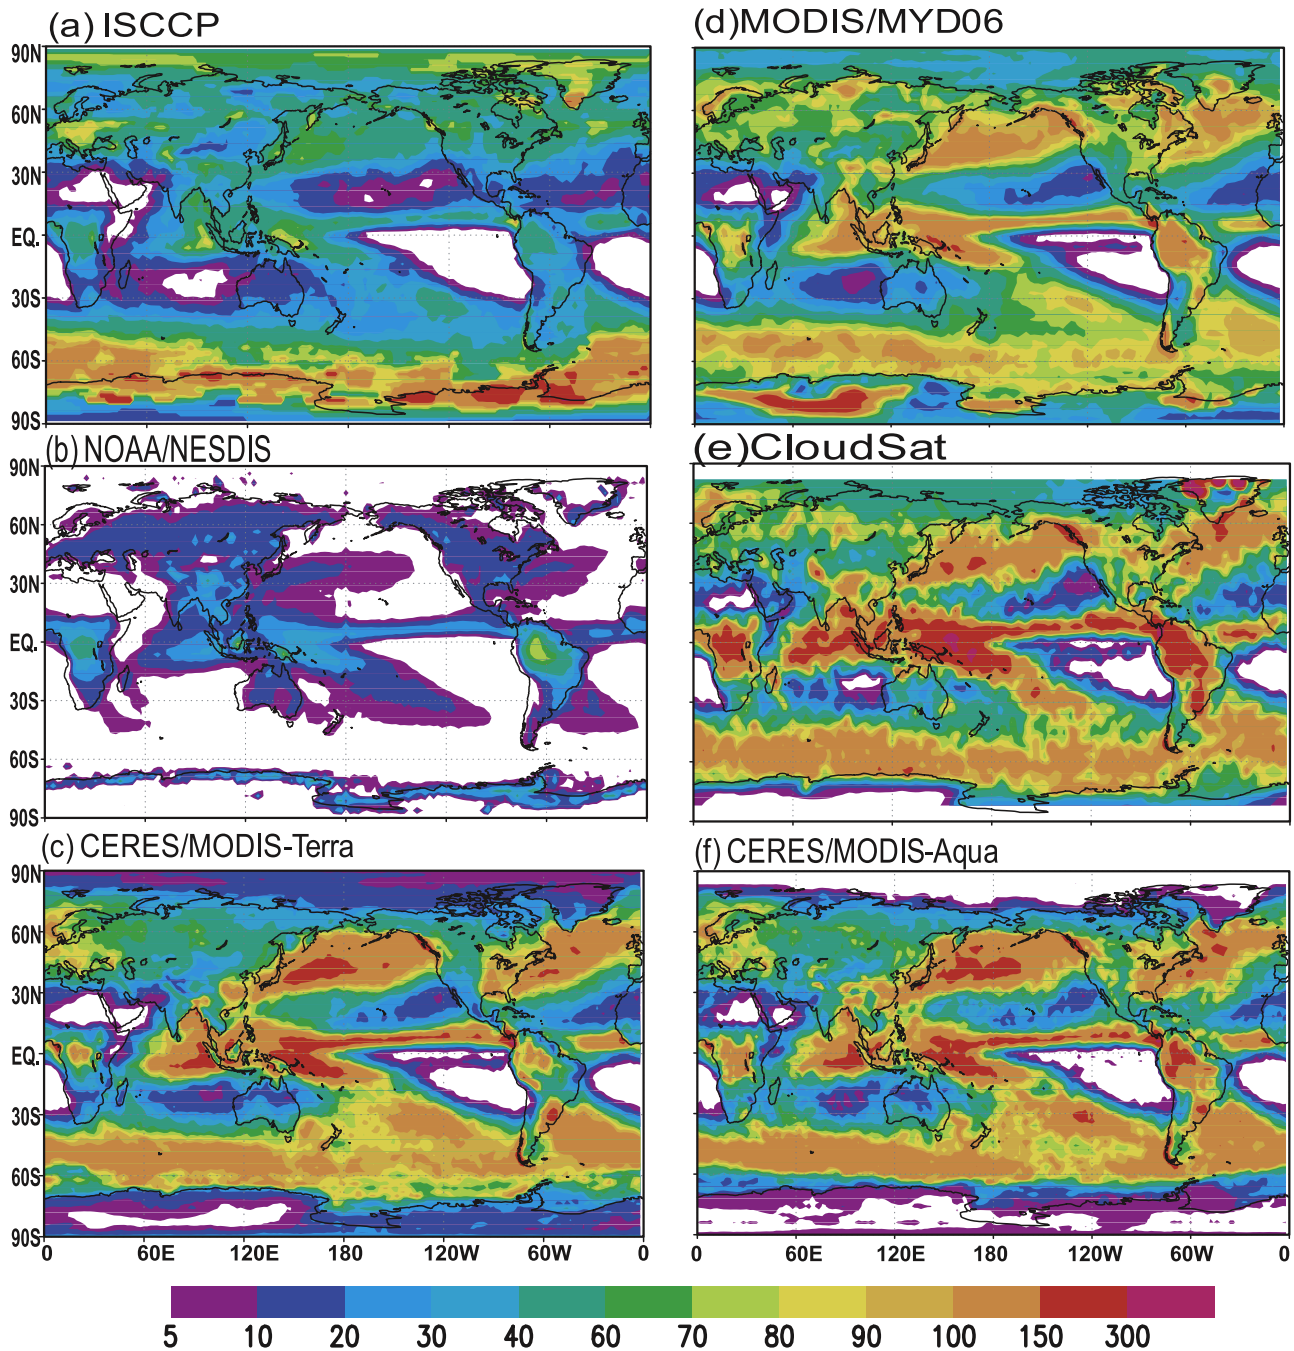 (a) ISCCP
90N
60N
30N
EQ.
30S
60S
90S
(d)MODIS/MYD06
(b) NOAA/NESDIS
90N
60N
30N
EQ.
30S
60S
90S
(e)CloudSat
(c) CERES/MODIS-Terra
90N
60N
30N
EQ.
30S
60S
90S
0 60E 120E 180 120W 60W 0
(f) CERES/MODIS-Aqua
0 60E 120E 180 120W 60W 0
5 10 20 30 40 60 70 80 90 100 150 300